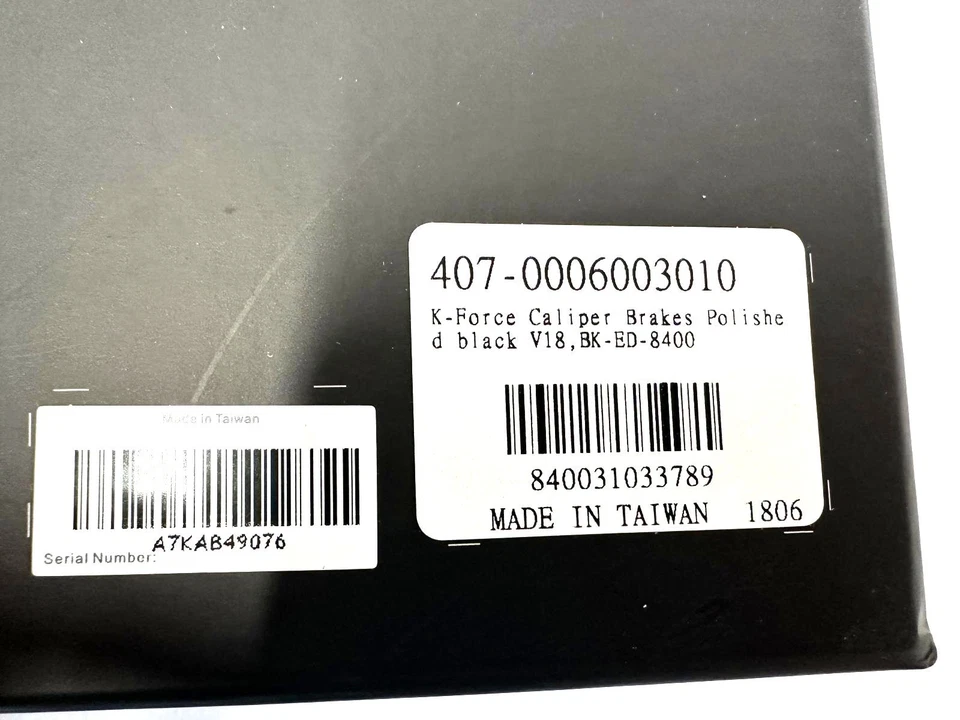 407-0006003010
K-Force Caliper Brakes Polishe
d black V18,BK-ED-8400
840031033789
MADE IN TAIWAN 1806
Made in Taiwan
A7KAB49076
Serial Number: